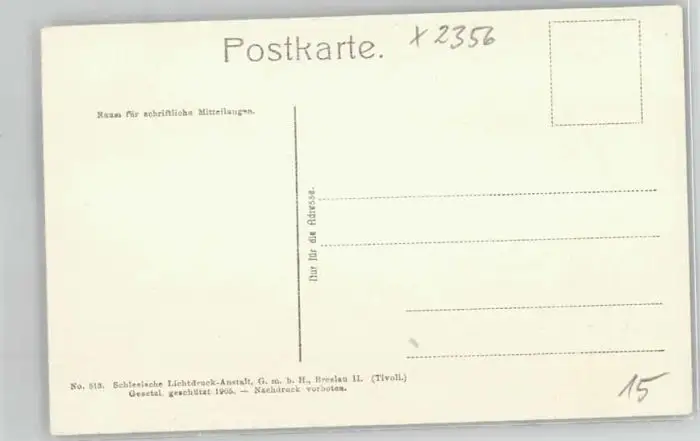 Postkarte.
x 2356
Raum für schriftliche Mitteilungen.
Nur für die Adresse.
No. 513. Schlesische Lichtdruck-Anstalt, G. m. b. H., Breslau II. (Tivoli.)
Gesetzl. geschützt 1905. — Nachdruck verboten.
15